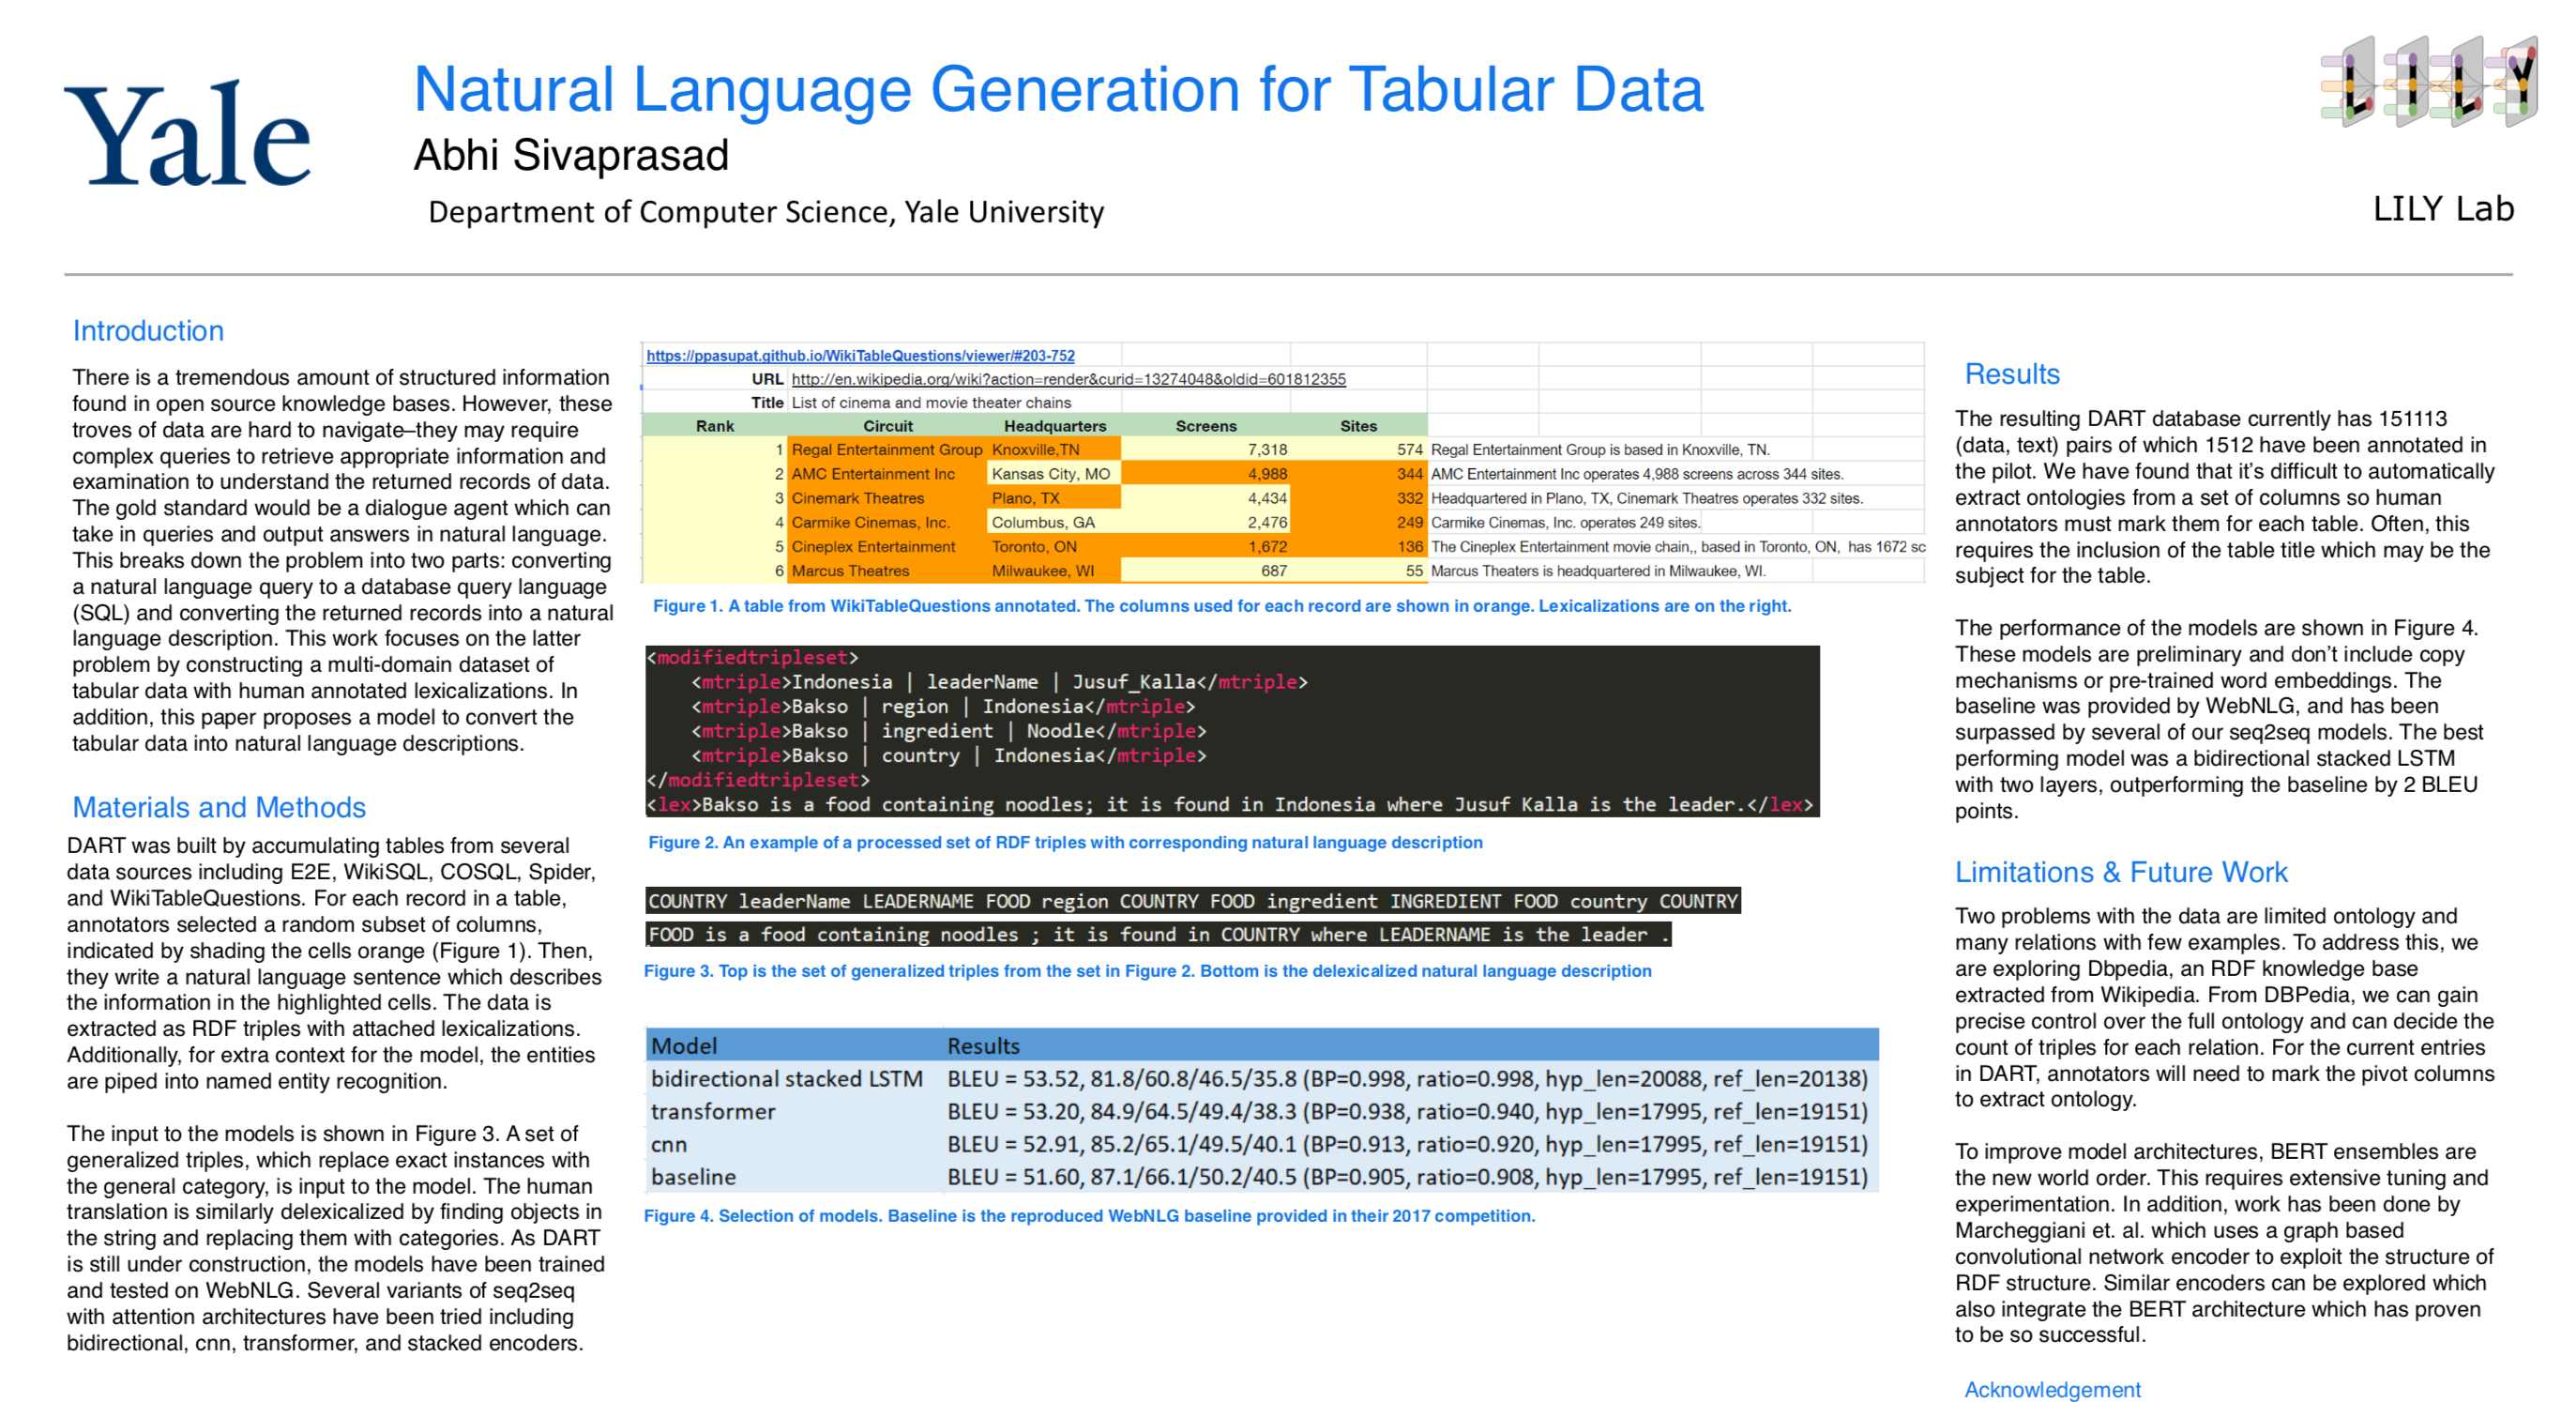 Yale
Natural Language Generation for Tabular Data
Abhi Sivaprasad
Department of Computer Science, Yale University
LILY
LILY Lab
Introduction
There is a tremendous amount of structured information
found in open source knowledge bases. However, these
troves of data are hard to navigate–they may require
complex queries to retrieve appropriate information and
examination to understand the returned records of data.
The gold standard would be a dialogue agent which can
take in queries and output answers in natural language.
This breaks down the problem into two parts: converting
a natural language query to a database query language
(SQL) and converting the returned records into a natural
language description. This work focuses on the latter
problem by constructing a multi-domain dataset of
tabular data with human annotated lexicalizations. In
addition, this paper proposes a model to convert the
tabular data into natural language descriptions.
Materials and Methods
DART was built by accumulating tables from several
data sources including E2E, WikiSQL, COSQL, Spider,
and WikiTableQuestions. For each record in a table,
annotators selected a random subset of columns,
indicated by shading the cells orange (Figure 1). Then,
they write a natural language sentence which describes
the information in the highlighted cells. The data is
extracted as RDF triples with attached lexicalizations.
Additionally, for extra context for the model, the entities
are piped into named entity recognition.
The input to the models is shown in Figure 3. A set of
generalized triples, which replace exact instances with
the general category, is input to the model. The human
translation is similarly delexicalized by finding objects in
the string and replacing them with categories. As DART
is still under construction, the models have been trained
and tested on WebNLG. Several variants of seq2seq
with attention architectures have been tried including
bidirectional, cnn, transformer, and stacked encoders.
https://ppasupat.github.io/WikiTableQuestions/viewer/#203-752
URL http://en.wikipedia.org/wiki?action=render&curid=13274048&oldid=601812355
Title List of cinema and movie theater chains
Rank Circuit Headquarters Screens Sites
1 Regal Entertainment Group Knoxville,TN 7,318 574 Regal Entertainment Group is based in Knoxville, TN.
2 AMC Entertainment Inc Kansas City, MO 4,988 344 AMC Entertainment Inc operates 4,988 screens across 344 sites.
3 Cinemark Theatres Plano, TX 4,434 332 Headquartered in Plano, TX, Cinemark Theatres operates 332 sites.
4 Carmike Cinemas, Inc. Columbus, GA 2,476 249 Carmike Cinemas, Inc. operates 249 sites.
5 Cineplex Entertainment Toronto, ON 1,672 136 The Cineplex Entertainment movie chain,, based in Toronto, ON, has 1672 sc
6 Marcus Theatres Milwaukee, WI 687 55 Marcus Theaters is headquartered in Milwaukee, WI.
Figure 1. A table from WikiTableQuestions annotated. The columns used for each record are shown in orange. Lexicalizations are on the right.
<modifiedtripleset>
<mtriple>Indonesia | leaderName | Jusuf_Kalla</mtriple>
<mtriple>Bakso | region | Indonesia</mtriple>
<mtriple>Bakso | ingredient | Noodle</mtriple>
<mtriple>Bakso | country | Indonesia</mtriple>
</modifiedtripleset>
<lex>Bakso is a food containing noodles; it is found in Indonesia where Jusuf Kalla is the leader.</lex>
Figure 2. An example of a processed set of RDF triples with corresponding natural language description
COUNTRY leaderName LEADERNAME FOOD region COUNTRY FOOD ingredient INGREDIENT FOOD country COUNTRY
FOOD is a food containing noodles ; it is found in COUNTRY where LEADERNAME is the leader .
Figure 3. Top is the set of generalized triples from the set in Figure 2. Bottom is the delexicalized natural language description
Model Results
bidirectional stacked LSTM BLEU = 53.52, 81.8/60.8/46.5/35.8 (BP=0.998, ratio=0.998, hyp_len=20088, ref_len=20138)
transformer BLEU = 53.20, 84.9/64.5/49.4/38.3 (BP=0.938, ratio=0.940, hyp_len=17995, ref_len=19151)
cnn BLEU = 52.91, 85.2/65.1/49.5/40.1 (BP=0.913, ratio=0.920, hyp_len=17995, ref_len=19151)
baseline BLEU = 51.60, 87.1/66.1/50.2/40.5 (BP=0.905, ratio=0.908, hyp_len=17995, ref_len=19151)
Figure 4. Selection of models. Baseline is the reproduced WebNLG baseline provided in their 2017 competition.
Results
The resulting DART database currently has 151113
(data, text) pairs of which 1512 have been annotated in
the pilot. We have found that it's difficult to automatically
extract ontologies from a set of columns so human
annotators must mark them for each table. Often, this
requires the inclusion of the table title which may be the
subject for the table.
The performance of the models are shown in Figure 4.
These models are preliminary and don't include copy
mechanisms or pre-trained word embeddings. The
baseline was provided by WebNLG, and has been
surpassed by several of our seq2seq models. The best
performing model was a bidirectional stacked LSTM
with two layers, outperforming the baseline by 2 BLEU
points.
Limitations & Future Work
Two problems with the data are limited ontology and
many relations with few examples. To address this, we
are exploring Dbpedia, an RDF knowledge base
extracted from Wikipedia. From DBPedia, we can gain
precise control over the full ontology and can decide the
count of triples for each relation. For the current entries
in DART, annotators will need to mark the pivot columns
to extract ontology.
To improve model architectures, BERT ensembles are
the new world order. This requires extensive tuning and
experimentation. In addition, work has been done by
Marcheggiani et. al. which uses a graph based
convolutional network encoder to exploit the structure of
RDF structure. Similar encoders can be explored which
also integrate the BERT architecture which has proven
to be so successful.
Acknowledgement